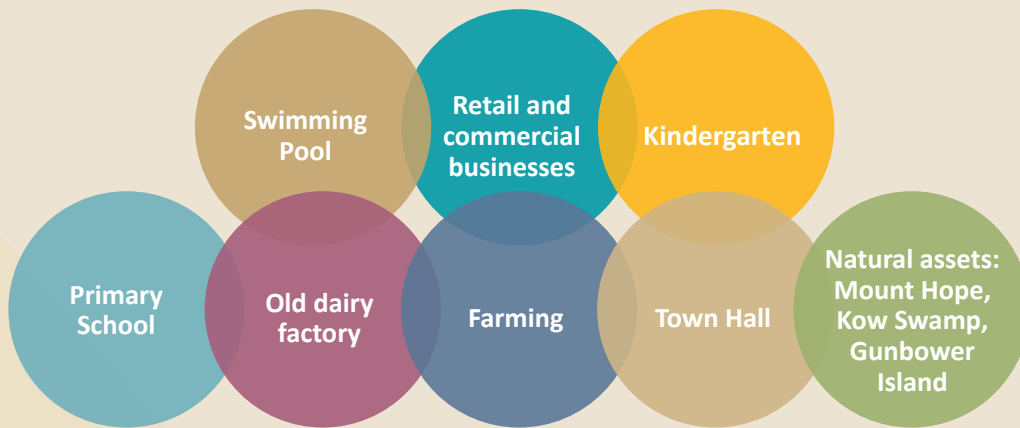 Swimming
Pool
Retail and
commercial
businesses
Kindergarten
Primary
School
Old dairy
factory
Farming
Town Hall
Natural assets:
Mount Hope,
Kow Swamp,
Gunbower
Island